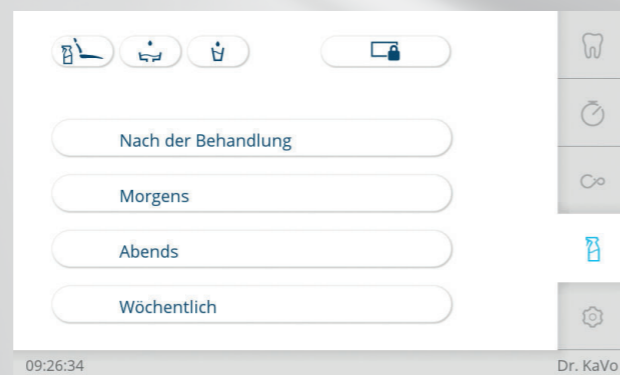 Nach der Behandlung
Morgens
Abends
Wöchentlich
09:26:34
Dr. KaVo